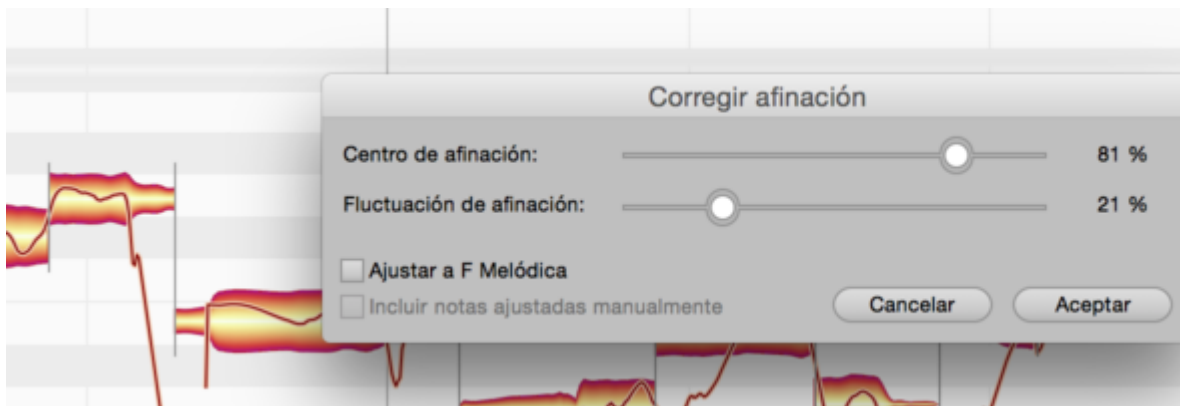 Corregir afinación
Centro de afinación: 81 %
Fluctuación de afinación: 21 %
Ajustar a F Melódica
Incluir notas ajustadas manualmente
Cancelar Aceptar